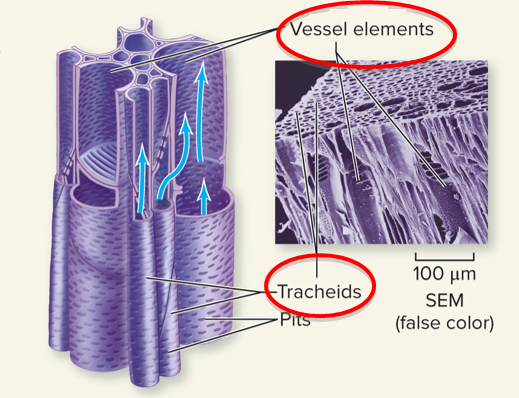 Vessel elements
Tracheids
Pits
100 µm
SEM
(false color)